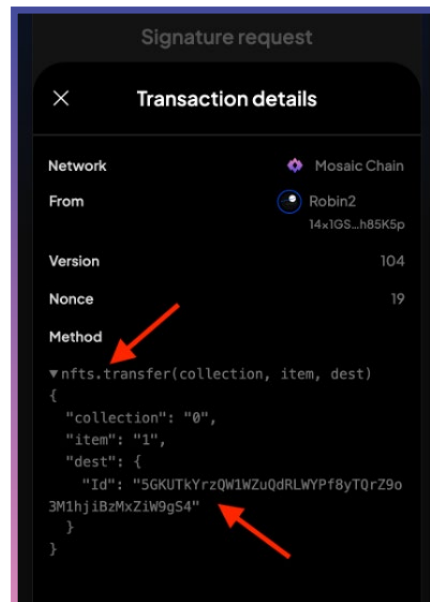 Signature request
Transaction details
Network Mosaic Chain
From Robin2
14x1GS...h85K5p
Version 104
Nonce 19
Method
▼nfts.transfer(collection, item, dest)
{
"collection": "0",
"item": "1",
"dest": {
"Id": "5GKUTkYrzQW1WZuQdRLWYPf8yTQrZ9o
3M1hjiBzMxZiW9gS4"
}
}